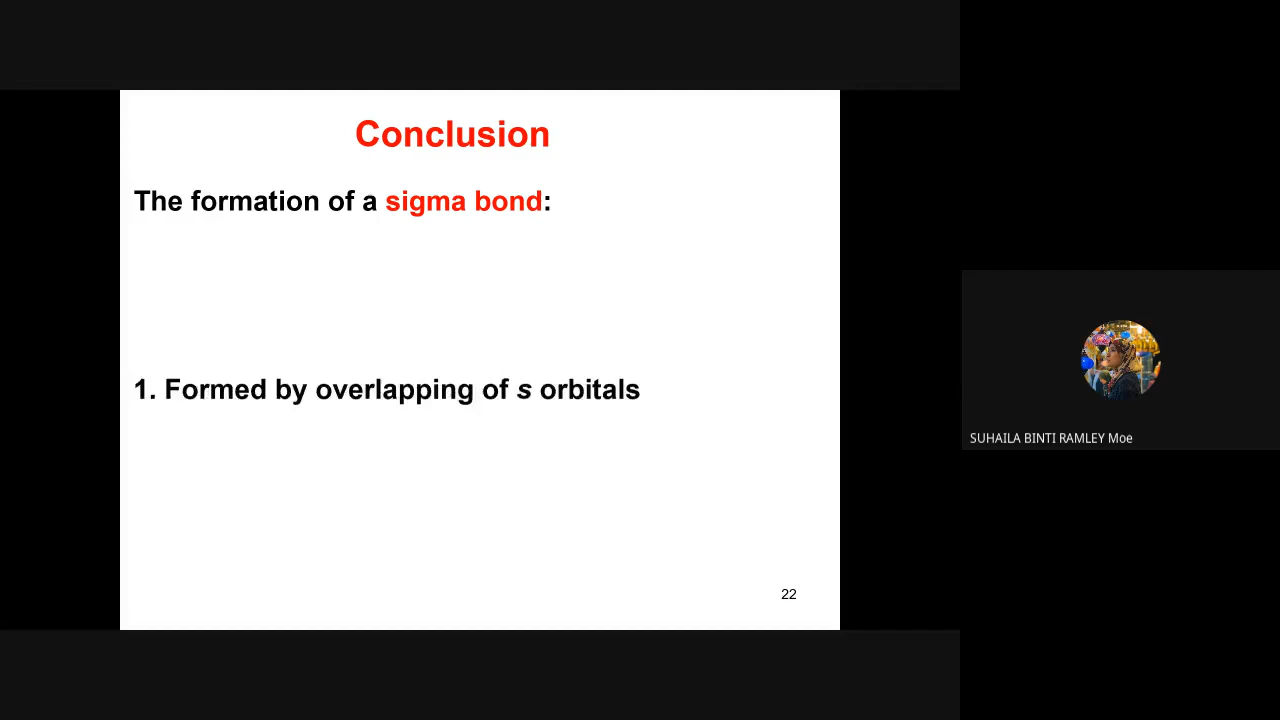 Conclusion
The formation of a sigma bond:
1. Formed by overlapping of s orbitals
22
SUHAILA BINTI RAMLEY Moe